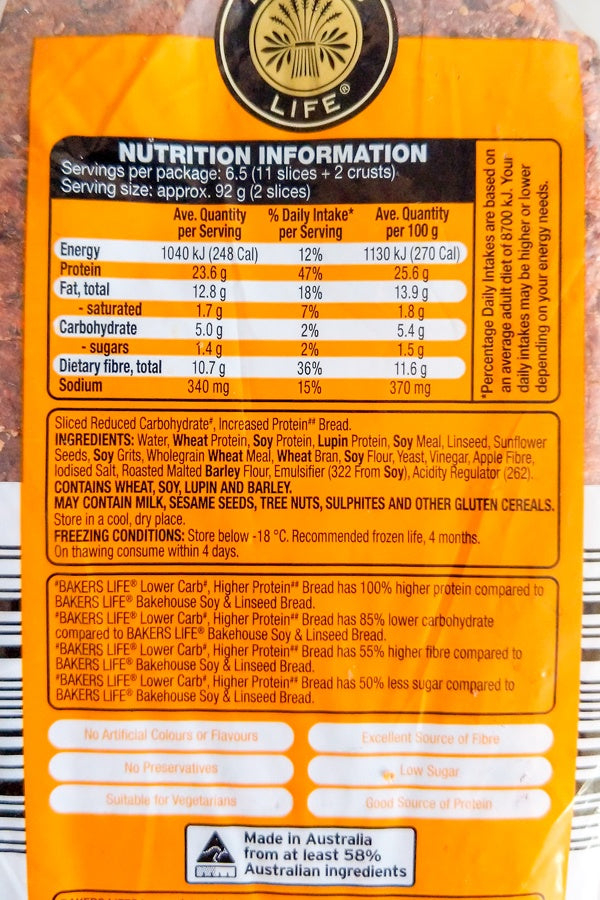 LIFE®
NUTRITION INFORMATION
Servings per package: 6.5 (11 slices + 2 crusts)
Serving size: approx. 92 g (2 slices)
Ave. Quantity per Serving % Daily Intake* per Serving Ave. Quantity per 100 g
Energy 1040 kJ (248 Cal) 12% 1130 kJ (270 Cal)
Protein 23.6 g 47% 25.6 g
Fat, total 12.8 g 18% 13.9 g
- saturated 1.7 g 7% 1.8 g
Carbohydrate 5.0 g 2% 5.4 g
- sugars 1.4 g 2% 1.5 g
Dietary fibre, total 10.7 g 36% 11.6 g
Sodium 340 mg 15% 370 mg
*Percentage Daily Intakes are based on
an average adult diet of 8700 kJ. Your
daily intakes may be higher or lower
depending on your energy needs.
Sliced Reduced Carbohydrate#, Increased Protein## Bread.
INGREDIENTS: Water, Wheat Protein, Soy Protein, Lupin Protein, Soy Meal, Linseed, Sunflower
Seeds, Soy Grits, Wholegrain Wheat Meal, Wheat Bran, Soy Flour, Yeast, Vinegar, Apple Fibre,
Iodised Salt, Roasted Malted Barley Flour, Emulsifier (322 From Soy), Acidity Regulator (262).
CONTAINS WHEAT, SOY, LUPIN AND BARLEY.
MAY CONTAIN MILK, SESAME SEEDS, TREE NUTS, SULPHITES AND OTHER GLUTEN CEREALS.
Store in a cool, dry place.
FREEZING CONDITIONS: Store below -18 °C. Recommended frozen life, 4 months.
On thawing consume within 4 days.
#BAKERS LIFE® Lower Carb#, Higher Protein## Bread has 100% higher protein compared to
BAKERS LIFE® Bakehouse Soy & Linseed Bread.
#BAKERS LIFE® Lower Carb#, Higher Protein## Bread has 85% lower carbohydrate
compared to BAKERS LIFE® Bakehouse Soy & Linseed Bread.
#BAKERS LIFE® Lower Carb#, Higher Protein## Bread has 55% higher fibre compared to
BAKERS LIFE® Bakehouse Soy & Linseed Bread.
#BAKERS LIFE® Lower Carb#, Higher Protein## Bread has 50% less sugar compared to
BAKERS LIFE® Bakehouse Soy & Linseed Bread.
No Artificial Colours or Flavours Excellent Source of Fibre
No Preservatives Low Sugar
Suitable for Vegetarians Good Source of Protein
Made in Australia
from at least 58%
Australian ingredients